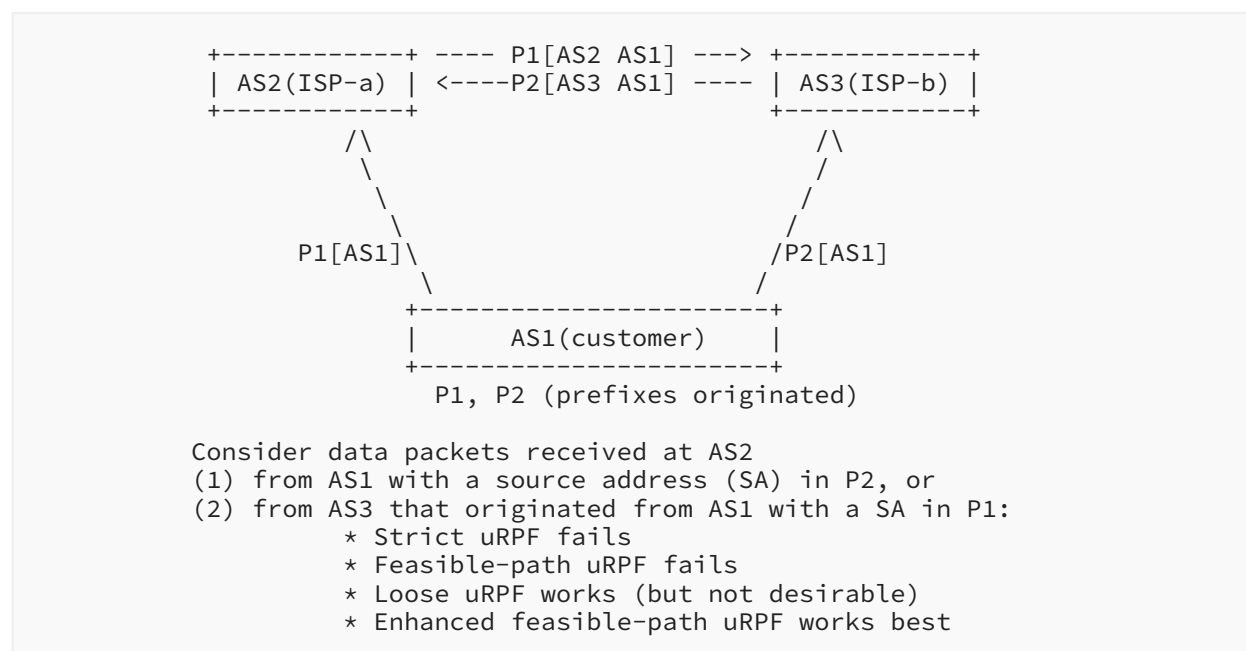 +------------+ ---- P1[AS2 AS1] ---> +------------+
| AS2(ISP-a) | <----P2[AS3 AS1] ---- | AS3(ISP-b) |
+------------+                       +------------+
         /\                             /\
          \                             /
           \                           /
            \                         /
      P1[AS1]\                       /P2[AS1]
              \                     /
             +-----------------------+
             |      AS1(customer)    |
             +-----------------------+
               P1, P2 (prefixes originated)

Consider data packets received at AS2
(1) from AS1 with a source address (SA) in P2, or
(2) from AS3 that originated from AS1 with a SA in P1:
          * Strict uRPF fails
          * Feasible-path uRPF fails
          * Loose uRPF works (but not desirable)
          * Enhanced feasible-path uRPF works best